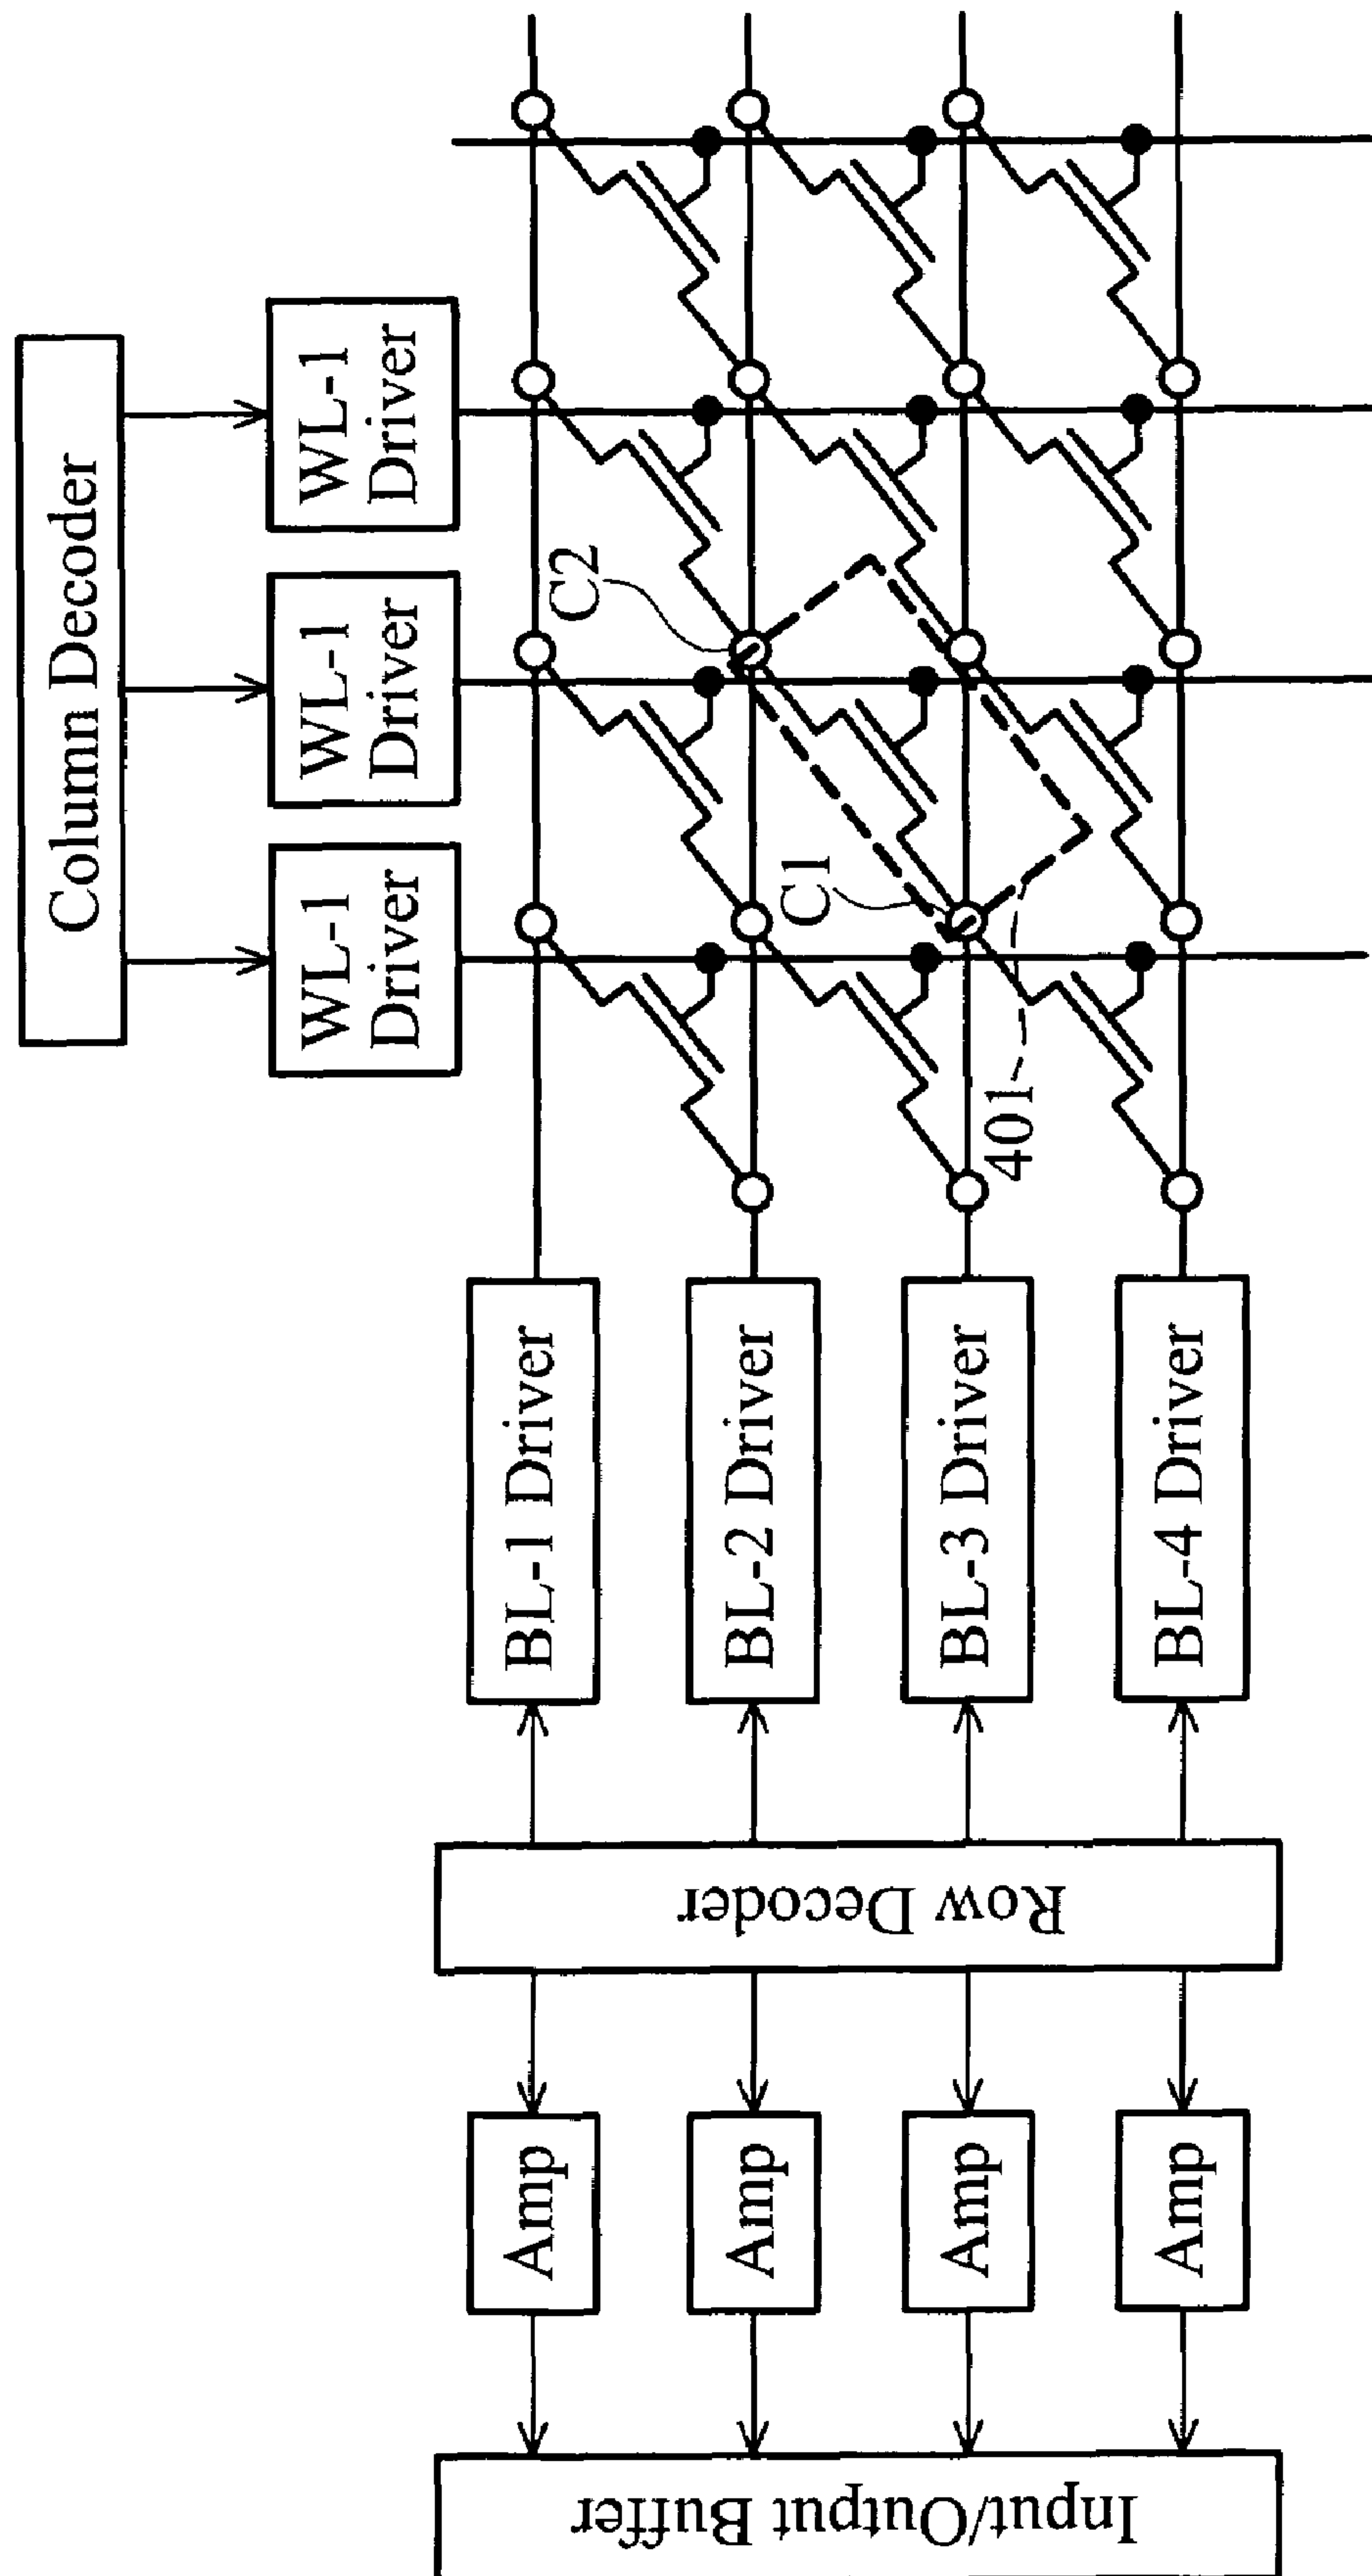 Column Decoder
WL-1
Driver
WL-1
Driver
WL-1
Driver
C2
C1
401
BL-1 Driver
BL-2 Driver
BL-3 Driver
BL-4 Driver
Row Decoder
Amp
Amp
Amp
Amp
Input/Output Buffer